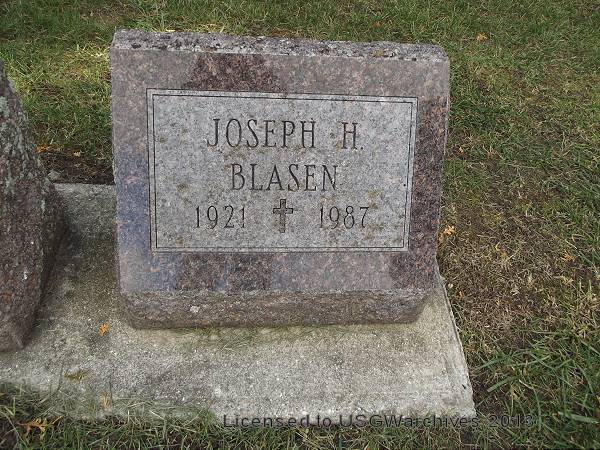 JOSEPH H.
BLASEN
1921 1987
Licensed to USGWarchives 2013